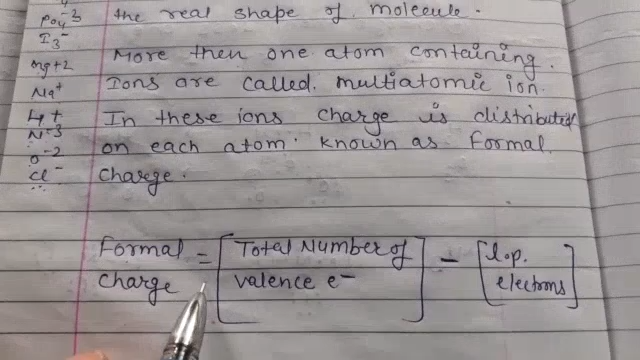 PO4-3 the real shape of molecule.
I3-
Mg+2 More then one atom containing.
Na+ Ions are called. multiatomic ion.
Li+ In these ions charge is distributed
N-3 on each atom. known as Formal.
O-2
Cl- Charge.
Formal = [Total Number of valence e-] - [l.p. electrons]
Charge